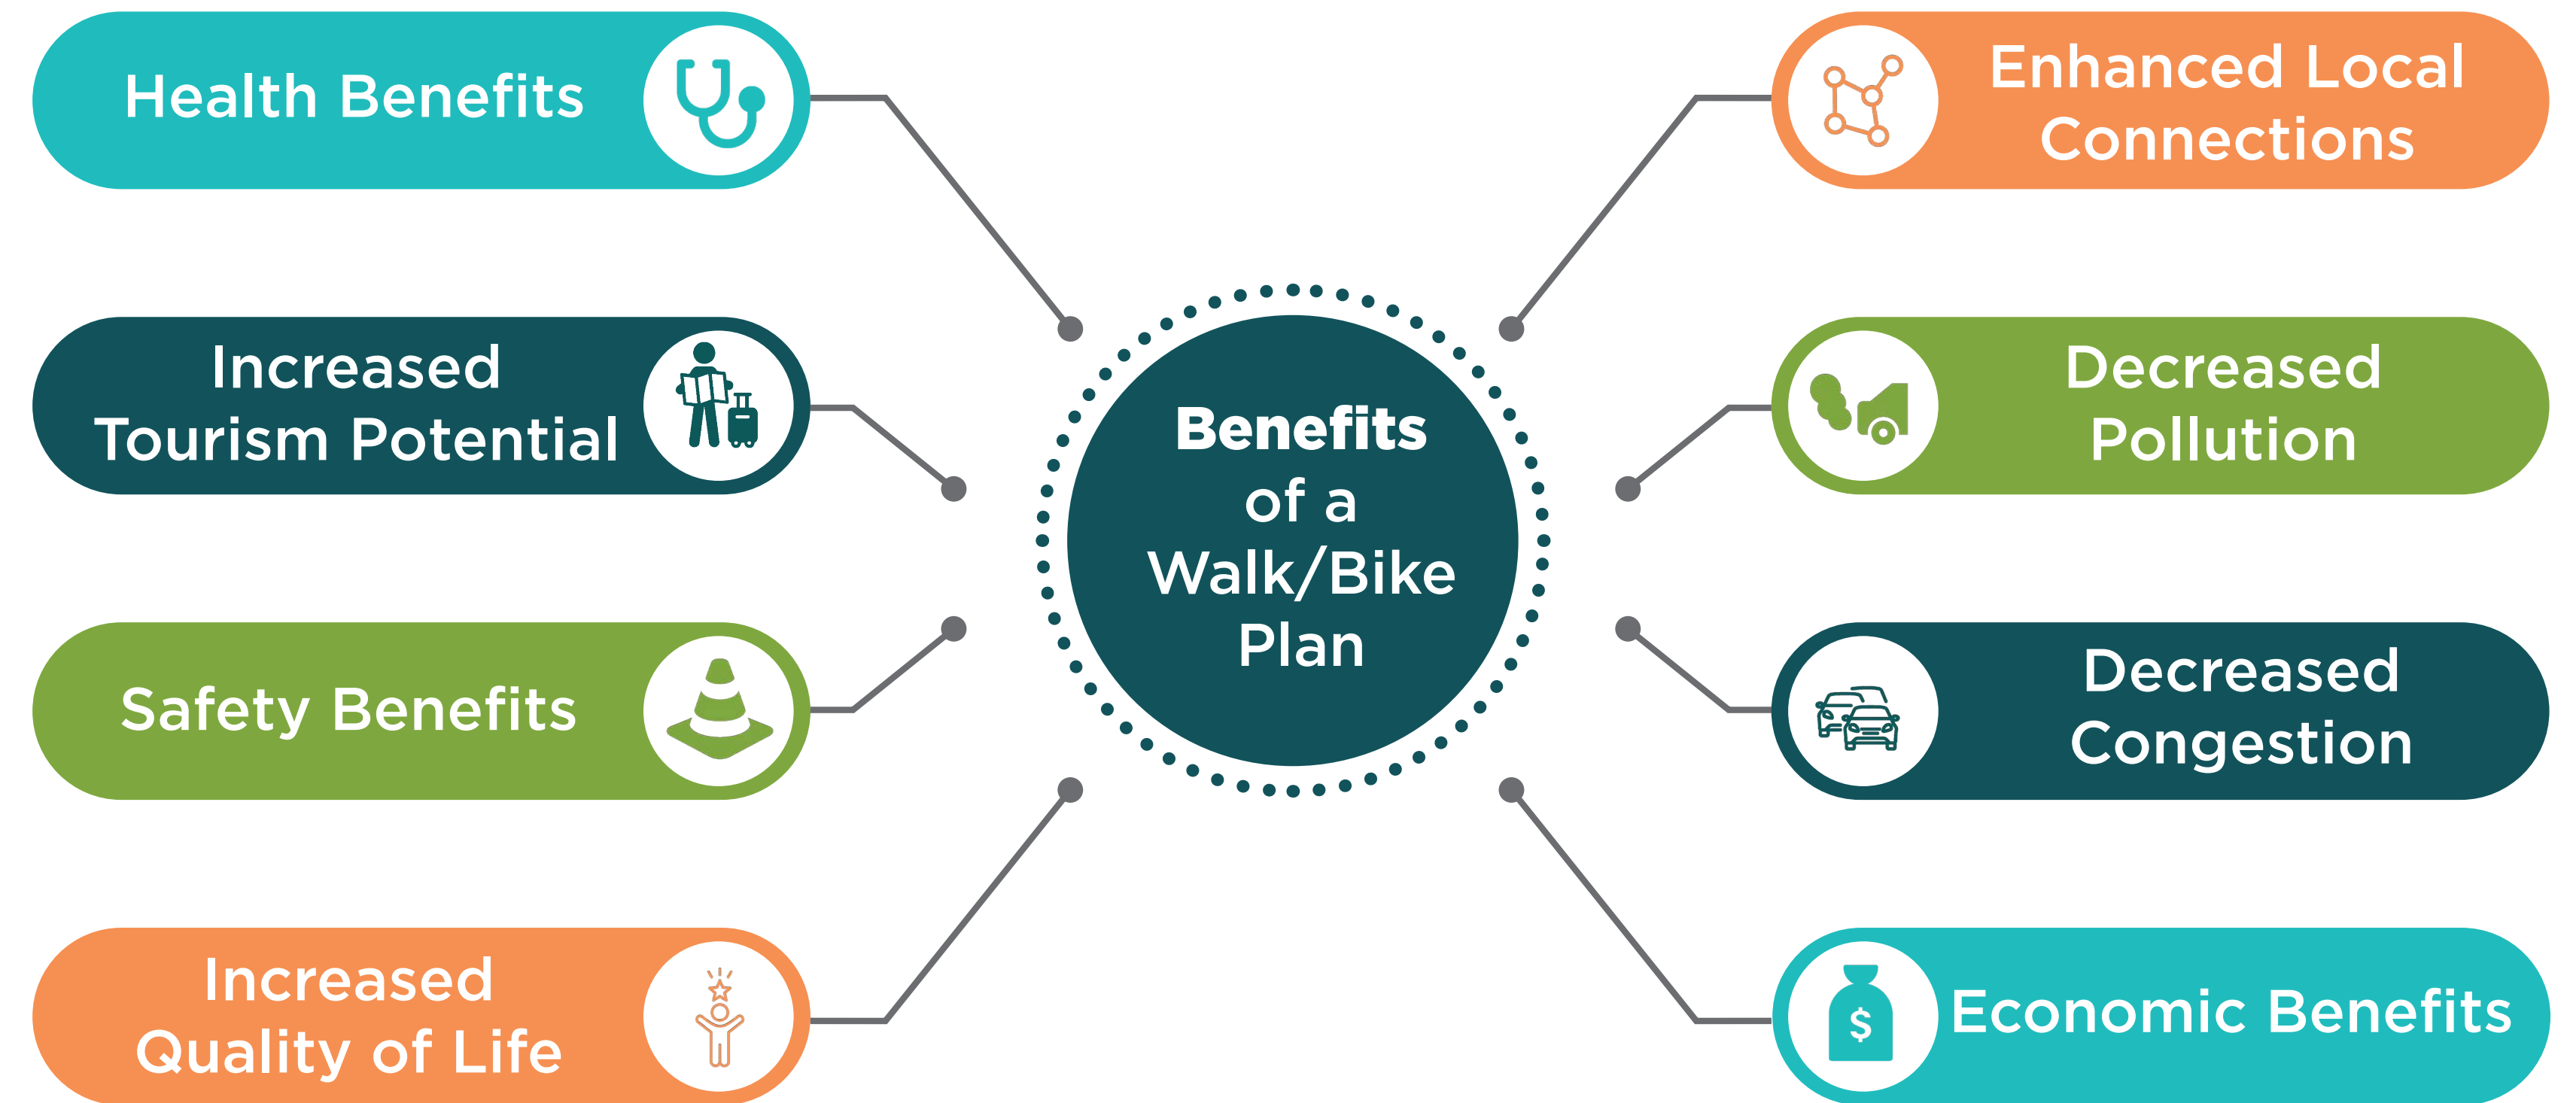 Health Benefits
Increased
Tourism Potential
Safety Benefits
Increased
Quality of Life
Benefits
of a
Walk/Bike
Plan
Enhanced Local
Connections
Decreased
Pollution
Decreased
Congestion
$
Economic Benefits